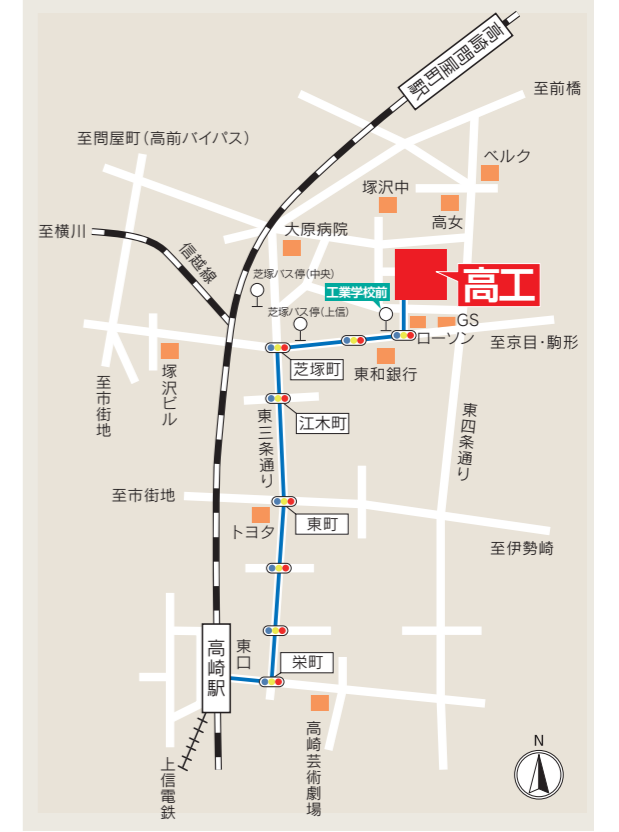 高崎問屋町駅
至前橋
至問屋町(高前バイパス)
ベルク
塚沢中
高女
大原病院
至横川
信越線
芝塚バス停(中央)
工業学校前
高工
芝塚バス停(上信)
GS
ローソン
至京目・駒形
芝塚町
東和銀行
塚沢ビル
至市街地
江木町
東三条通り
東四条通り
至市街地
東町
トヨタ
至伊勢崎
高崎駅
東口
栄町
高崎芸術劇場
上信電鉄
N